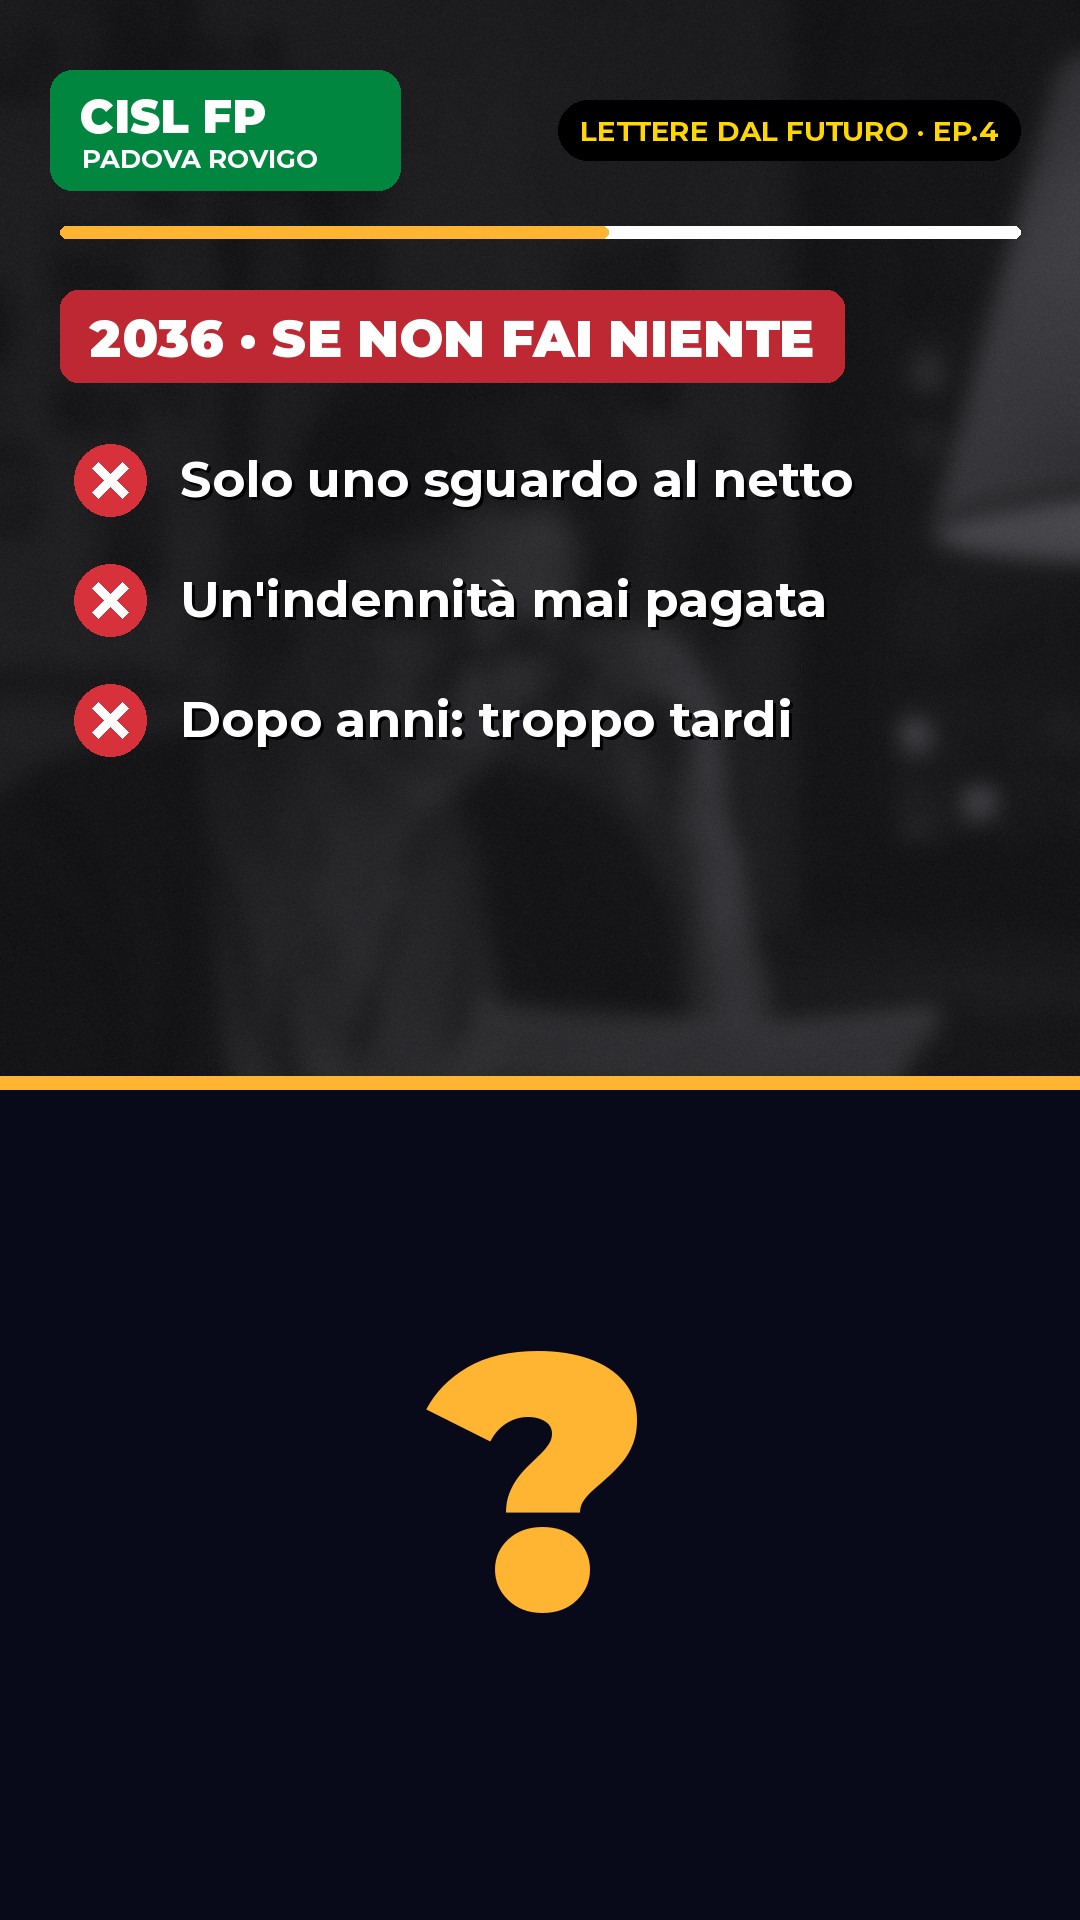 CISL FP
PADOVA ROVIGO
LETTERE DAL FUTURO · EP.4
2036 • SE NON FAI NIENTE
Solo uno sguardo al netto
Un'indennità mai pagata
Dopo anni: troppo tardi
?